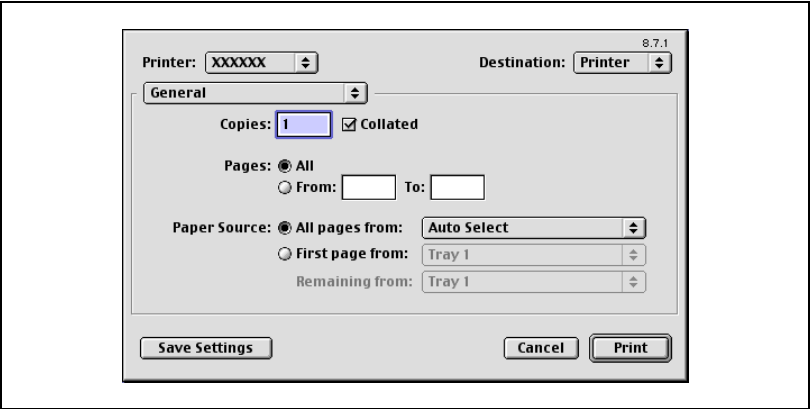 8.7.1
Printer: XXXXXX Destination: Printer
General
Copies: 1 Collated
Pages: All
From: To:
Paper Source: All pages from: Auto Select
First page from: Tray 1
Remaining from: Tray 1
Save Settings Cancel Print